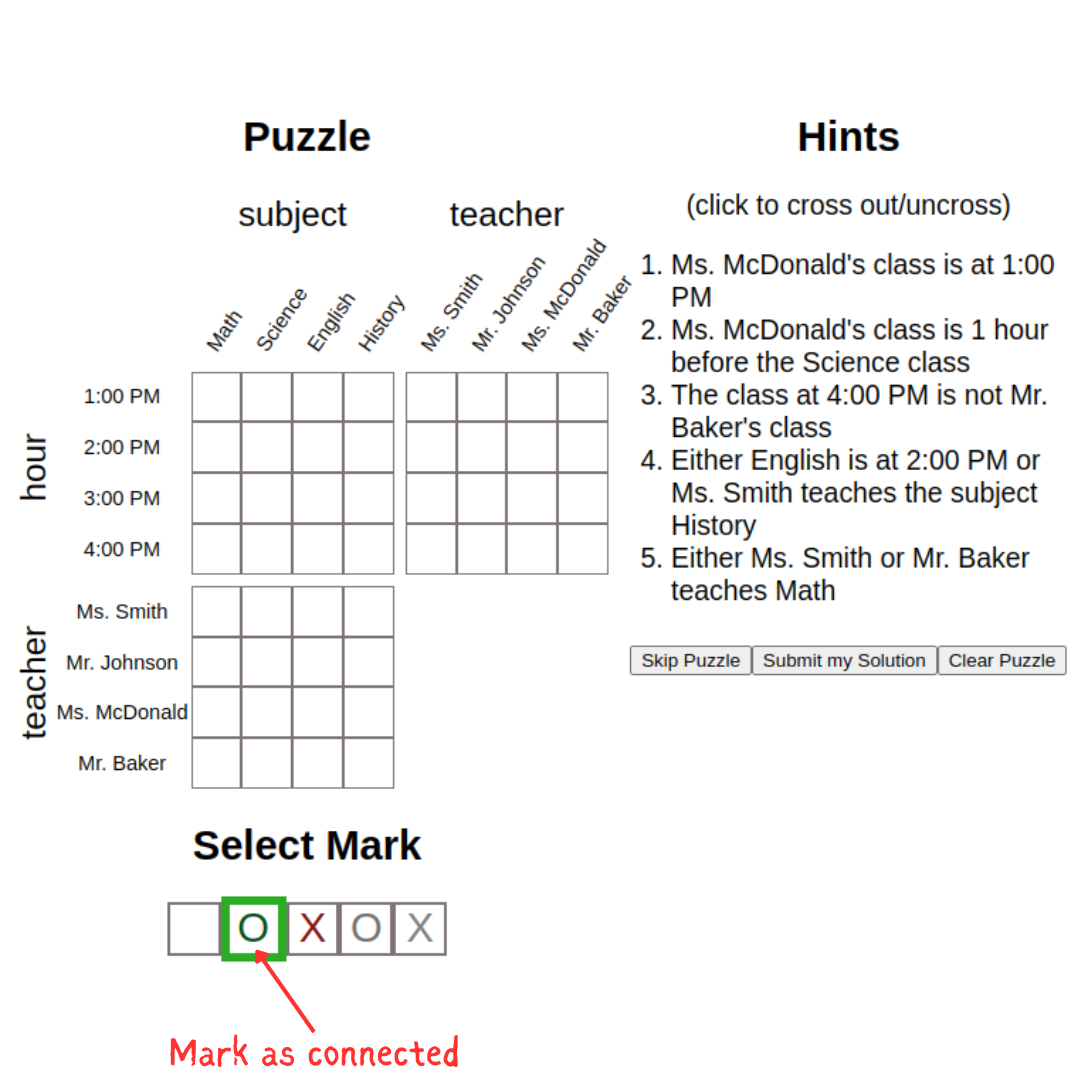 Puzzle
Hints
subject
teacher
(click to cross out/uncross)
Math
Science
English
History
Ms. Smith
Mr. Johnson
Ms. McDonald
Mr. Baker
1. Ms. McDonald's class is at 1:00
PM
2. Ms. McDonald's class is 1 hour
before the Science class
3. The class at 4:00 PM is not Mr.
Baker's class
4. Either English is at 2:00 PM or
Ms. Smith teaches the subject
History
5. Either Ms. Smith or Mr. Baker
teaches Math
hour
1:00 PM
2:00 PM
3:00 PM
4:00 PM
teacher
Ms. Smith
Mr. Johnson
Ms. McDonald
Mr. Baker
Skip Puzzle
Submit my Solution
Clear Puzzle
Select Mark
O X O X
Mark as connected